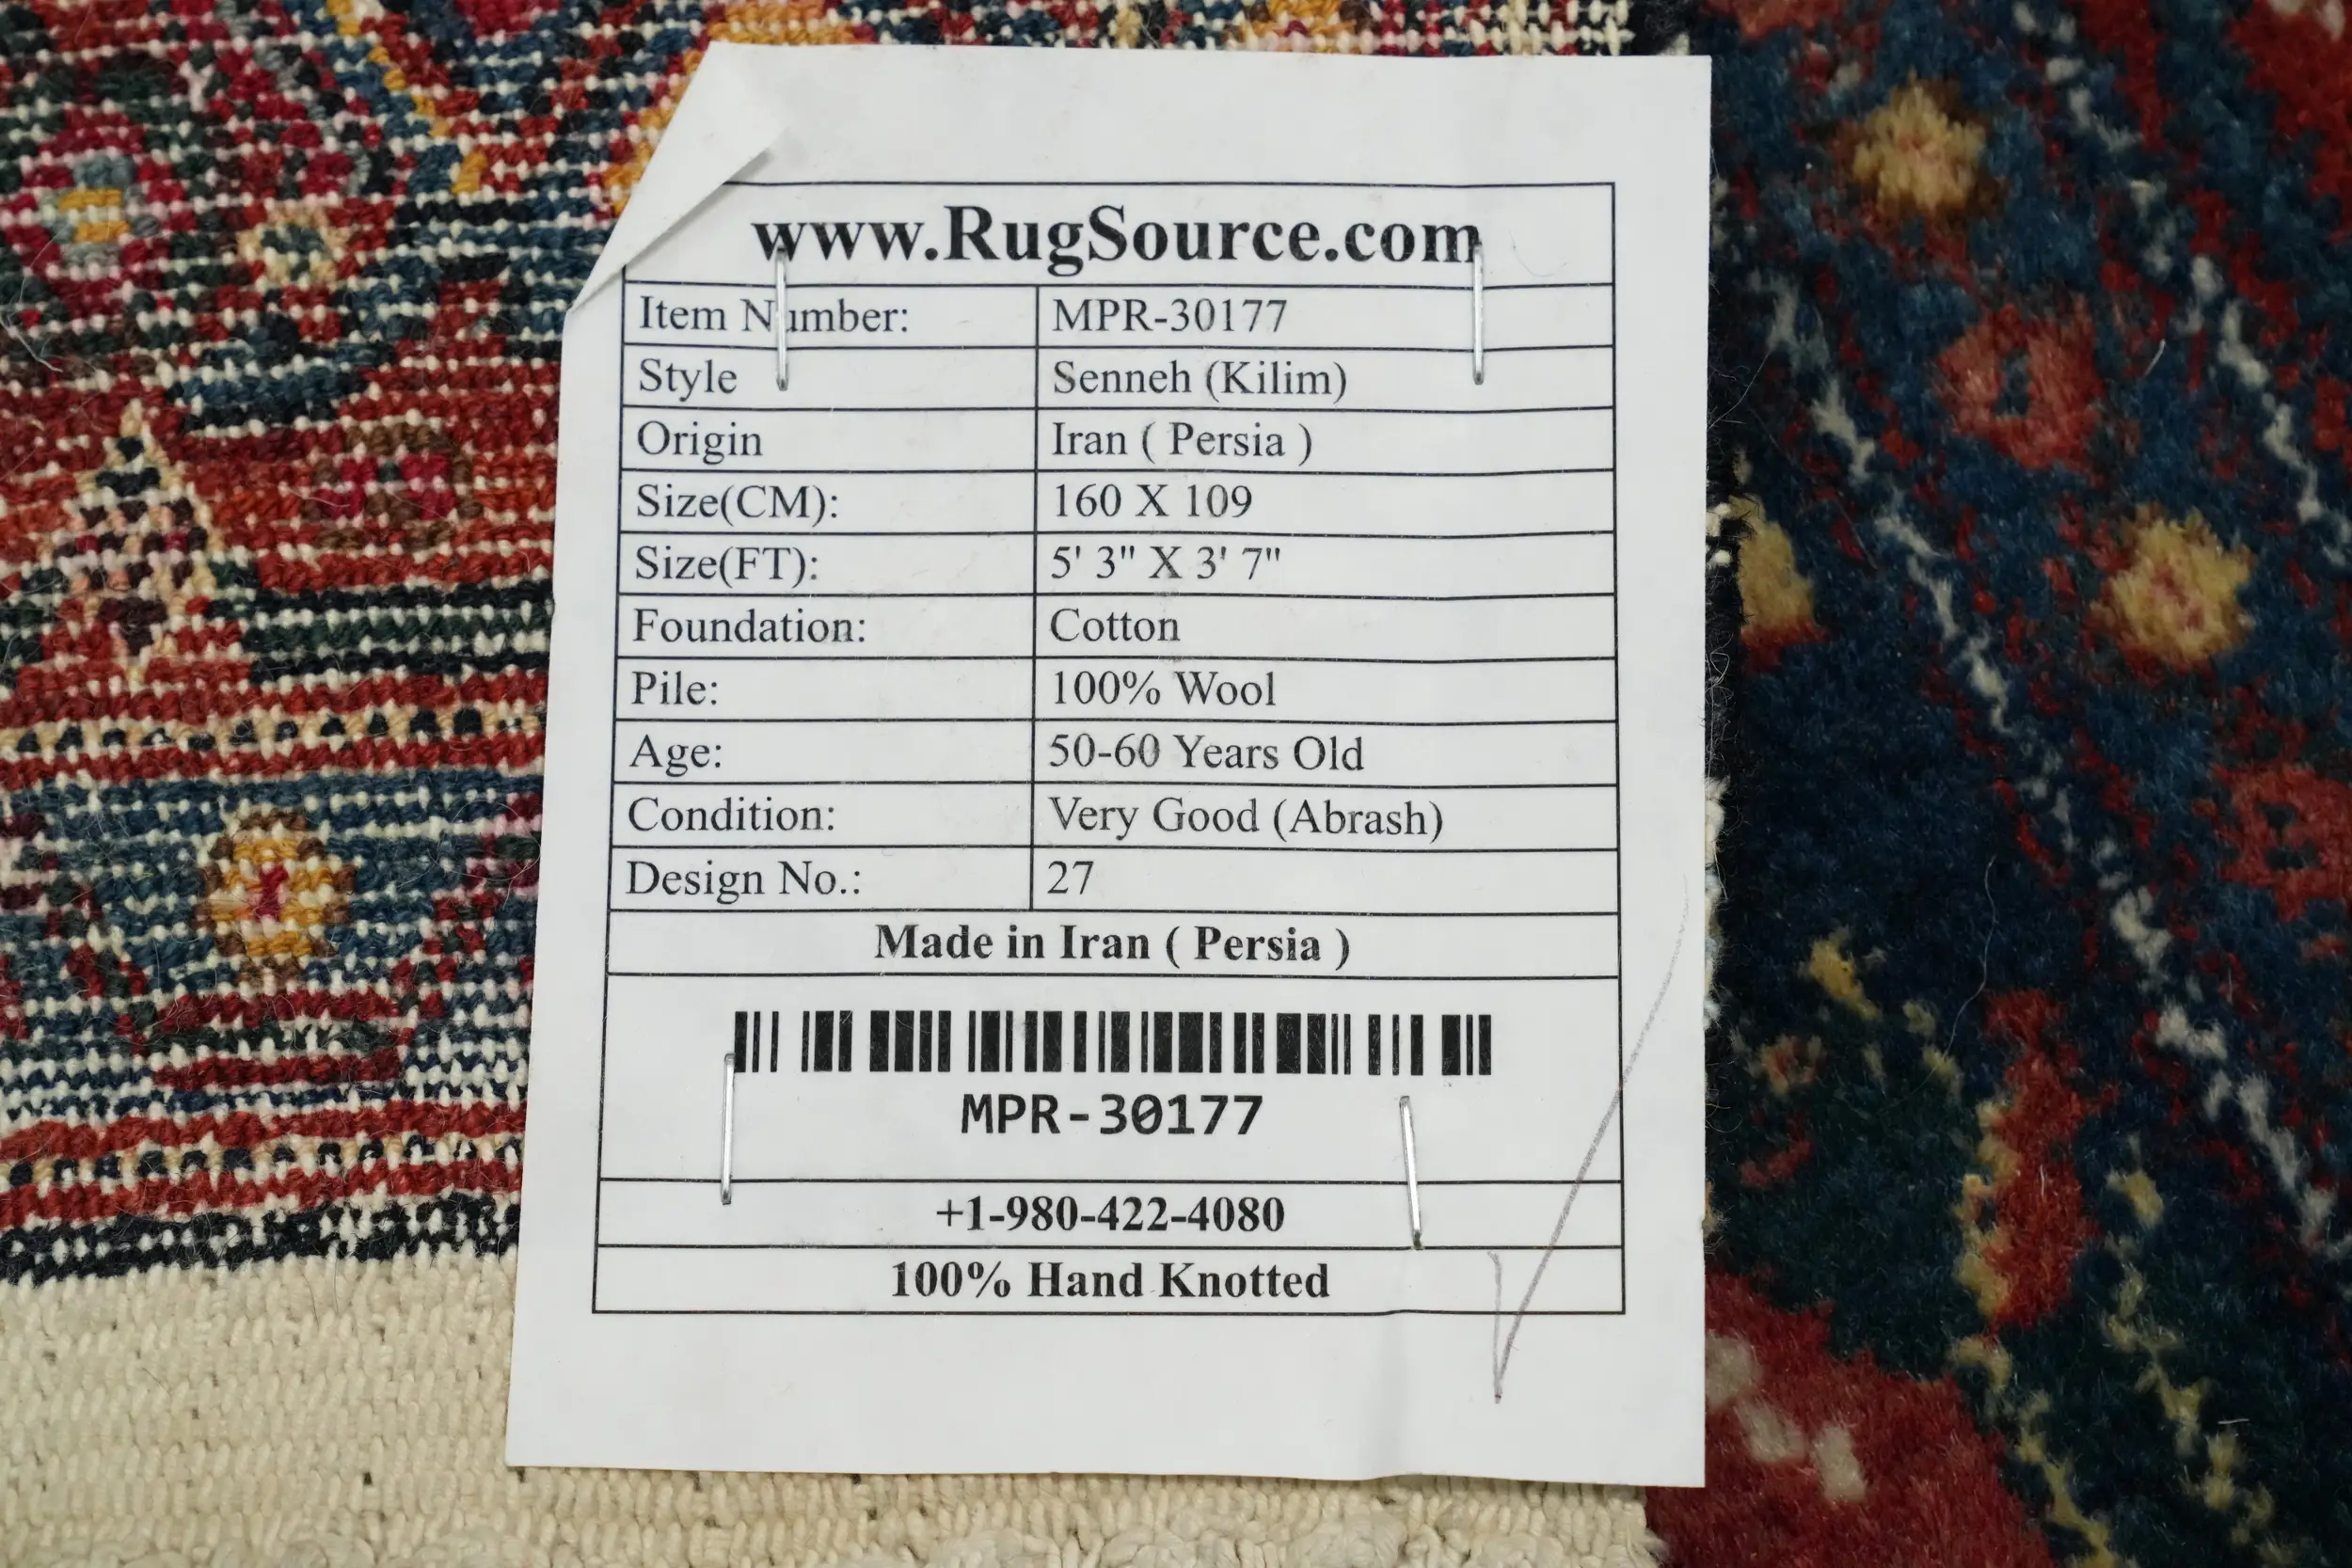 www.RugSource.com
Item Number: MPR-30177
Style Senneh (Kilim)
Origin Iran ( Persia )
Size(CM): 160 X 109
Size(FT): 5' 3" X 3' 7"
Foundation: Cotton
Pile: 100% Wool
Age: 50-60 Years Old
Condition: Very Good (Abrash)
Design No.: 27
Made in Iran ( Persia )
MPR-30177
+1-980-422-4080
100% Hand Knotted